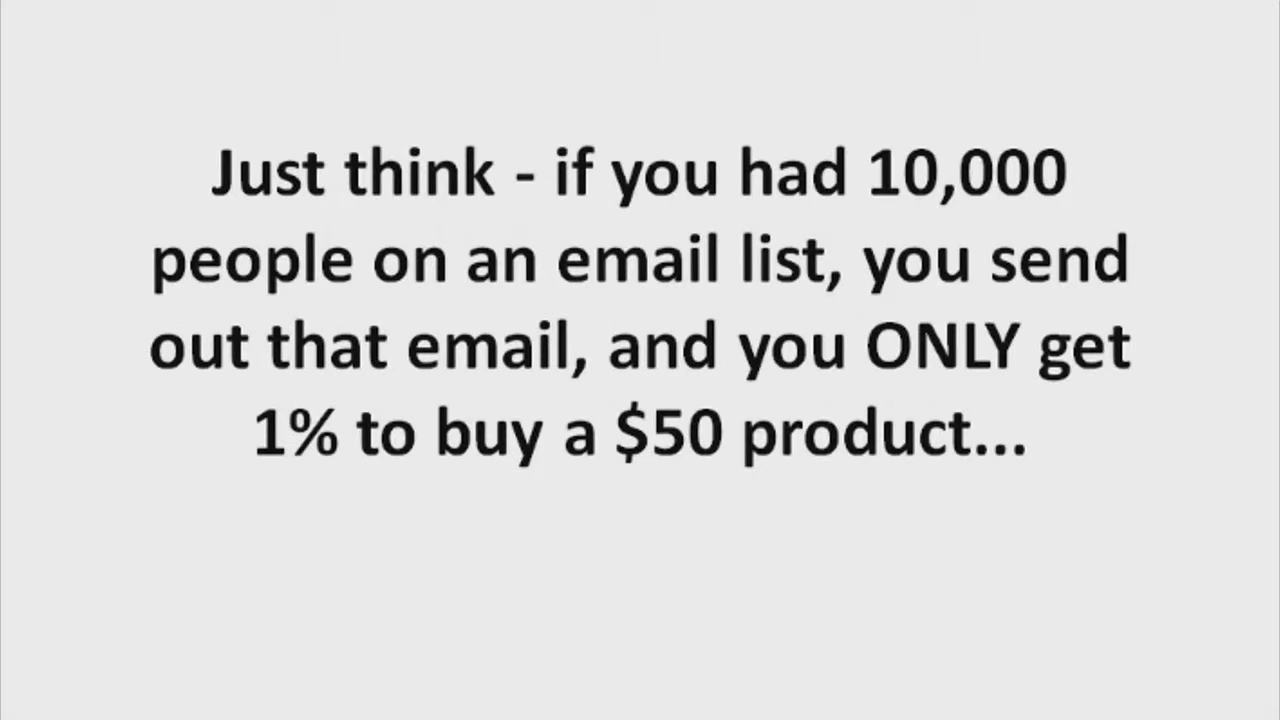 Just think - if you had 10,000
people on an email list, you send
out that email, and you ONLY get
1% to buy a $50 product...